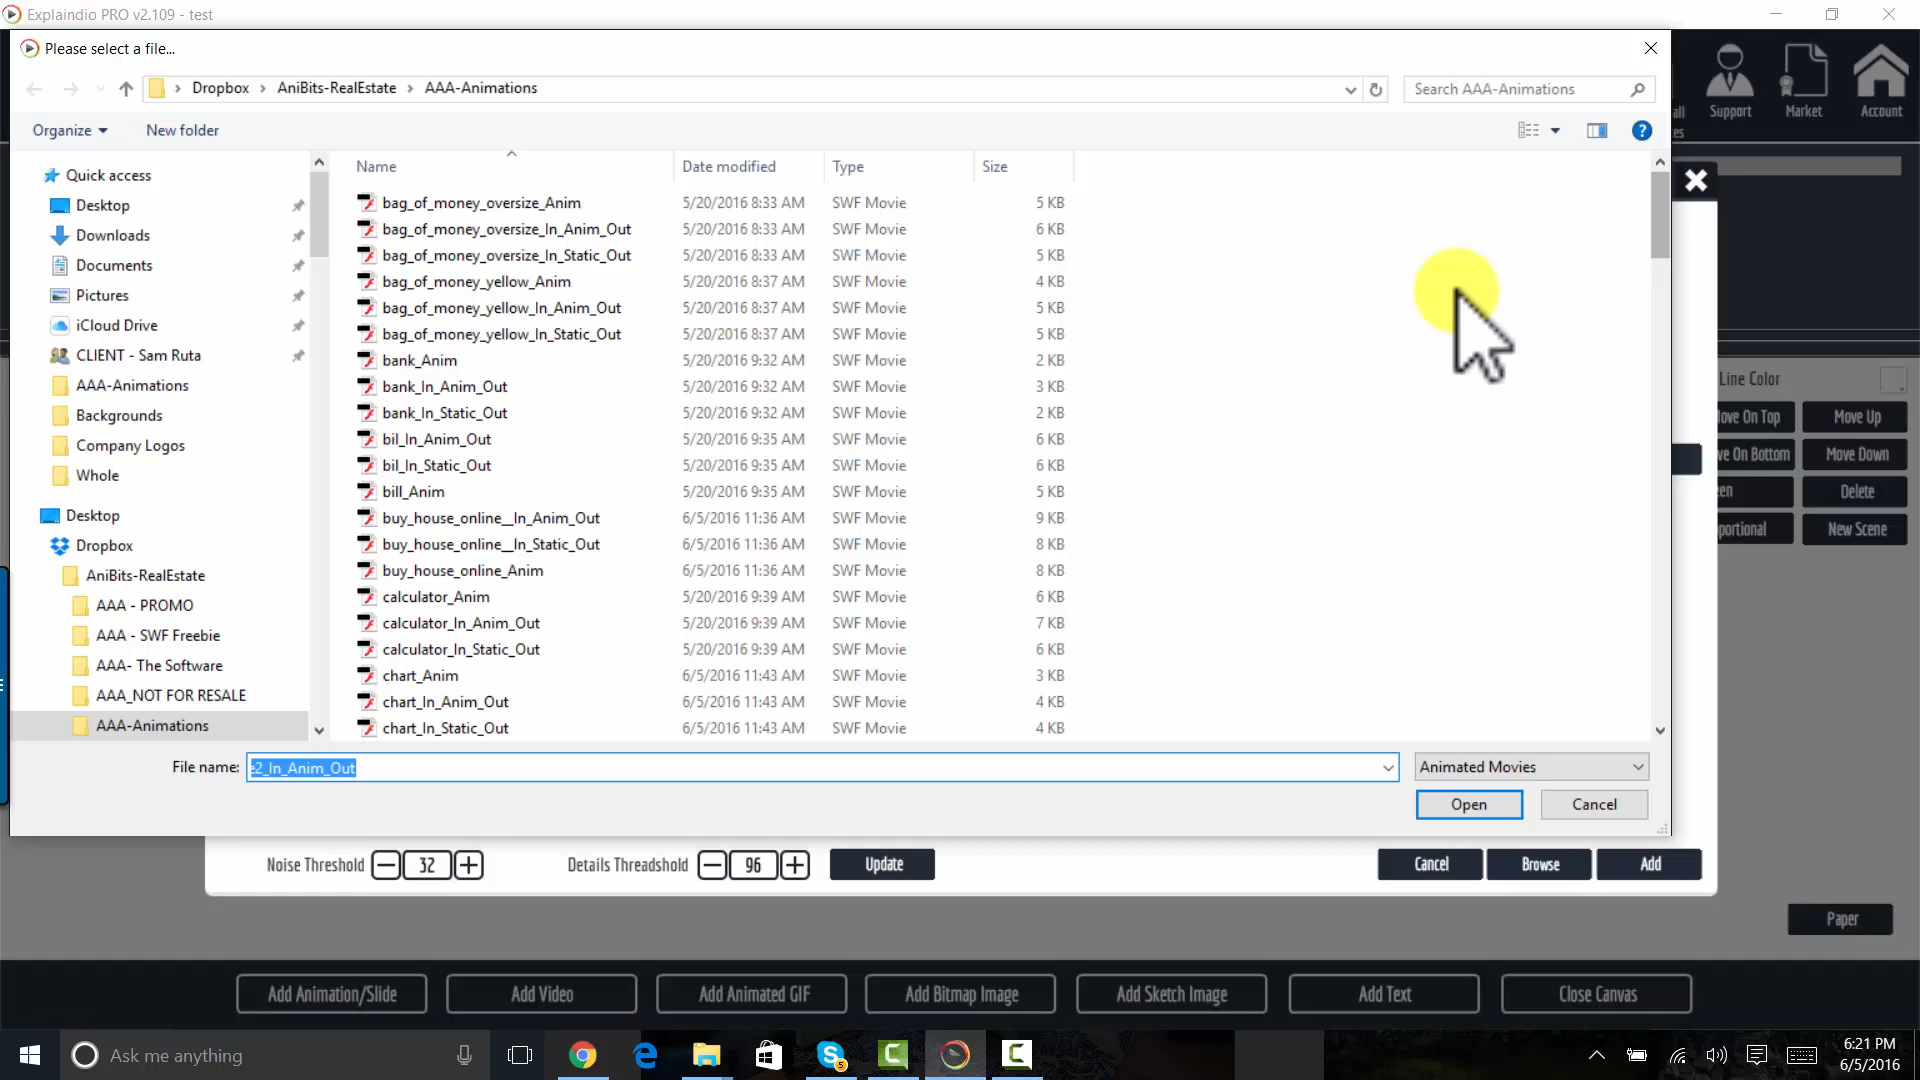 Explaindio PRO v2.109 - test
Please select a file...
Dropbox > AniBits-RealEstate > AAA-Animations
Search AAA-Animations
Support
Market
Account
Organize
New folder
Name
Date modified
Type
Size
Quick access
Desktop
Downloads
Documents
Pictures
iCloud Drive
CLIENT - Sam Ruta
AAA-Animations
Backgrounds
Company Logos
Whole
Desktop
Dropbox
AniBits-RealEstate
AAA - PROMO
AAA - SWF Freebie
AAA- The Software
AAA_NOT FOR RESALE
AAA-Animations
bag_of_money_oversize_Anim 5/20/2016 8:33 AM SWF Movie 5 KB
bag_of_money_oversize_In_Anim_Out 5/20/2016 8:33 AM SWF Movie 6 KB
bag_of_money_oversize_In_Static_Out 5/20/2016 8:33 AM SWF Movie 5 KB
bag_of_money_yellow_Anim 5/20/2016 8:37 AM SWF Movie 4 KB
bag_of_money_yellow_In_Anim_Out 5/20/2016 8:37 AM SWF Movie 5 KB
bag_of_money_yellow_In_Static_Out 5/20/2016 8:37 AM SWF Movie 5 KB
bank_Anim 5/20/2016 9:32 AM SWF Movie 2 KB
bank_In_Anim_Out 5/20/2016 9:32 AM SWF Movie 3 KB
bank_In_Static_Out 5/20/2016 9:32 AM SWF Movie 2 KB
bil_In_Anim_Out 5/20/2016 9:35 AM SWF Movie 6 KB
bil_In_Static_Out 5/20/2016 9:35 AM SWF Movie 6 KB
bill_Anim 5/20/2016 9:35 AM SWF Movie 5 KB
buy_house_online__In_Anim_Out 6/5/2016 11:36 AM SWF Movie 9 KB
buy_house_online__In_Static_Out 6/5/2016 11:36 AM SWF Movie 8 KB
buy_house_online_Anim 6/5/2016 11:36 AM SWF Movie 8 KB
calculator_Anim 5/20/2016 9:39 AM SWF Movie 6 KB
calculator_In_Anim_Out 5/20/2016 9:39 AM SWF Movie 7 KB
calculator_In_Static_Out 5/20/2016 9:39 AM SWF Movie 6 KB
chart_Anim 6/5/2016 11:43 AM SWF Movie 3 KB
chart_In_Anim_Out 6/5/2016 11:43 AM SWF Movie 4 KB
chart_In_Static_Out 6/5/2016 11:43 AM SWF Movie 4 KB
Line Color
ove On Top Move Up
ve On Bottom Move Down
een Delete
portional New Scene
File name: e2_In_Anim_Out
Animated Movies
Open
Cancel
Noise Threshold 32
Details Threadshold 96
Update
Cancel
Browse
Add
Paper
Add Animation/Slide
Add Video
Add Animated GIF
Add Bitmap Image
Add Sketch Image
Add Text
Close Canvas
Ask me anything
5
6:21 PM
6/5/2016